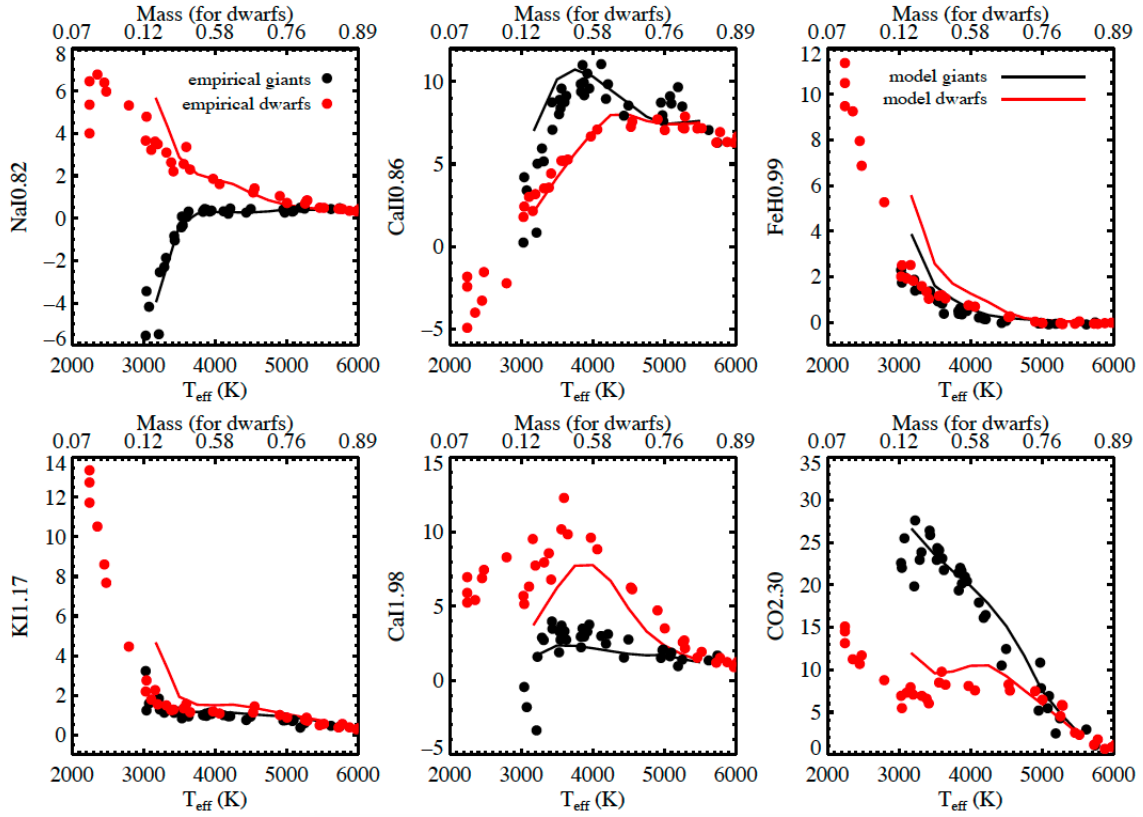 Mass (for dwarfs)
0.07 0.12 0.58 0.76 0.89
8
6
4
2
0
−2
−4
−6
NaI0.82
empirical giants
empirical dwarfs
2000 3000 4000 5000 6000
T_eff (K)
Mass (for dwarfs)
0.07 0.12 0.58 0.76 0.89
10
5
0
−5
CaII0.86
2000 3000 4000 5000 6000
T_eff (K)
Mass (for dwarfs)
0.07 0.12 0.58 0.76 0.89
12
10
8
6
4
2
0
FeH0.99
model giants
model dwarfs
2000 3000 4000 5000 6000
T_eff (K)
Mass (for dwarfs)
0.07 0.12 0.58 0.76 0.89
14
12
10
8
6
4
2
0
KI1.17
2000 3000 4000 5000 6000
T_eff (K)
Mass (for dwarfs)
0.07 0.12 0.58 0.76 0.89
15
10
5
0
−5
CaI1.98
2000 3000 4000 5000 6000
T_eff (K)
Mass (for dwarfs)
0.07 0.12 0.58 0.76 0.89
35
30
25
20
15
10
5
0
CO2.30
2000 3000 4000 5000 6000
T_eff (K)